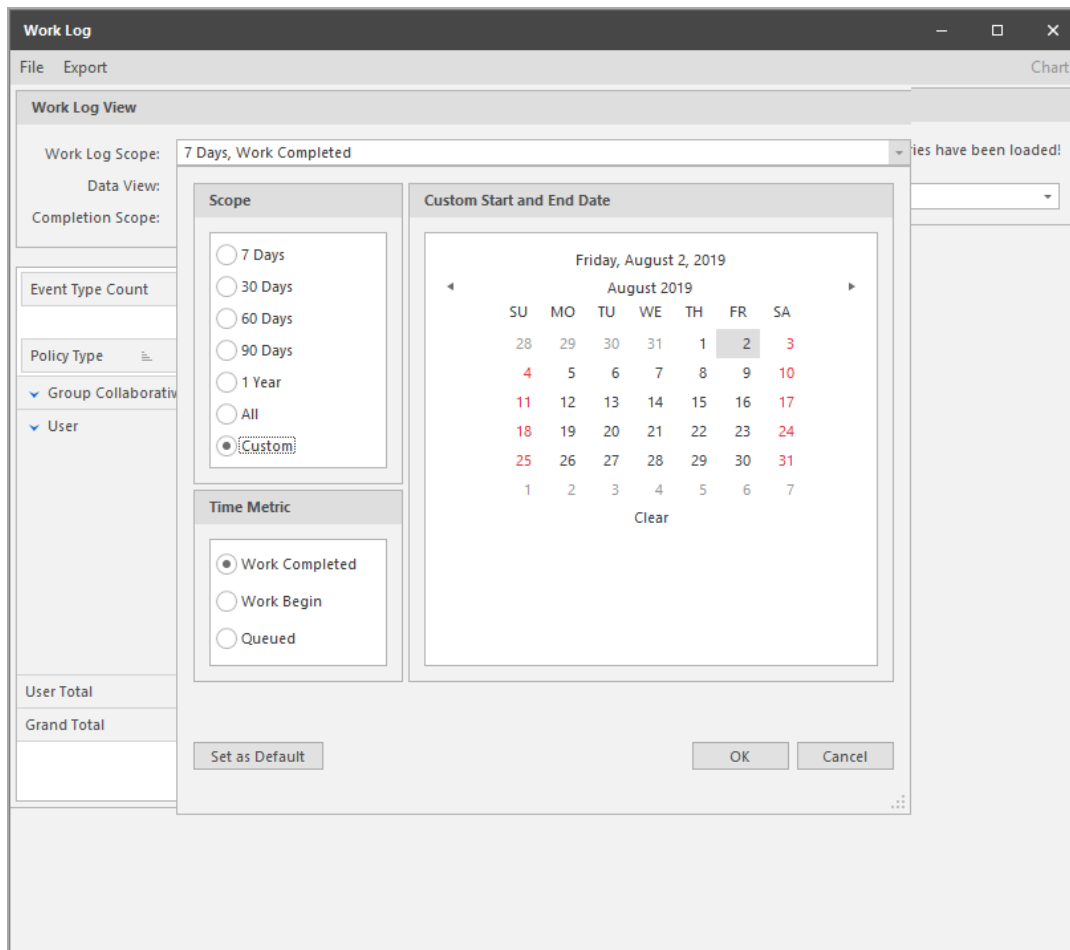 Work Log
File Export Chart
Work Log View
Work Log Scope: 7 Days, Work Completed ries have been loaded!
Data View:
Completion Scope:
Scope
7 Days
30 Days
60 Days
90 Days
1 Year
All
Custom
Custom Start and End Date
Friday, August 2, 2019
August 2019
SU MO TU WE TH FR SA
28 29 30 31 1 2 3
4 5 6 7 8 9 10
11 12 13 14 15 16 17
18 19 20 21 22 23 24
25 26 27 28 29 30 31
1 2 3 4 5 6 7
Clear
Time Metric
Work Completed
Work Begin
Queued
Event Type Count
Policy Type
Group Collaborativ
User
User Total
Grand Total
Set as Default OK Cancel